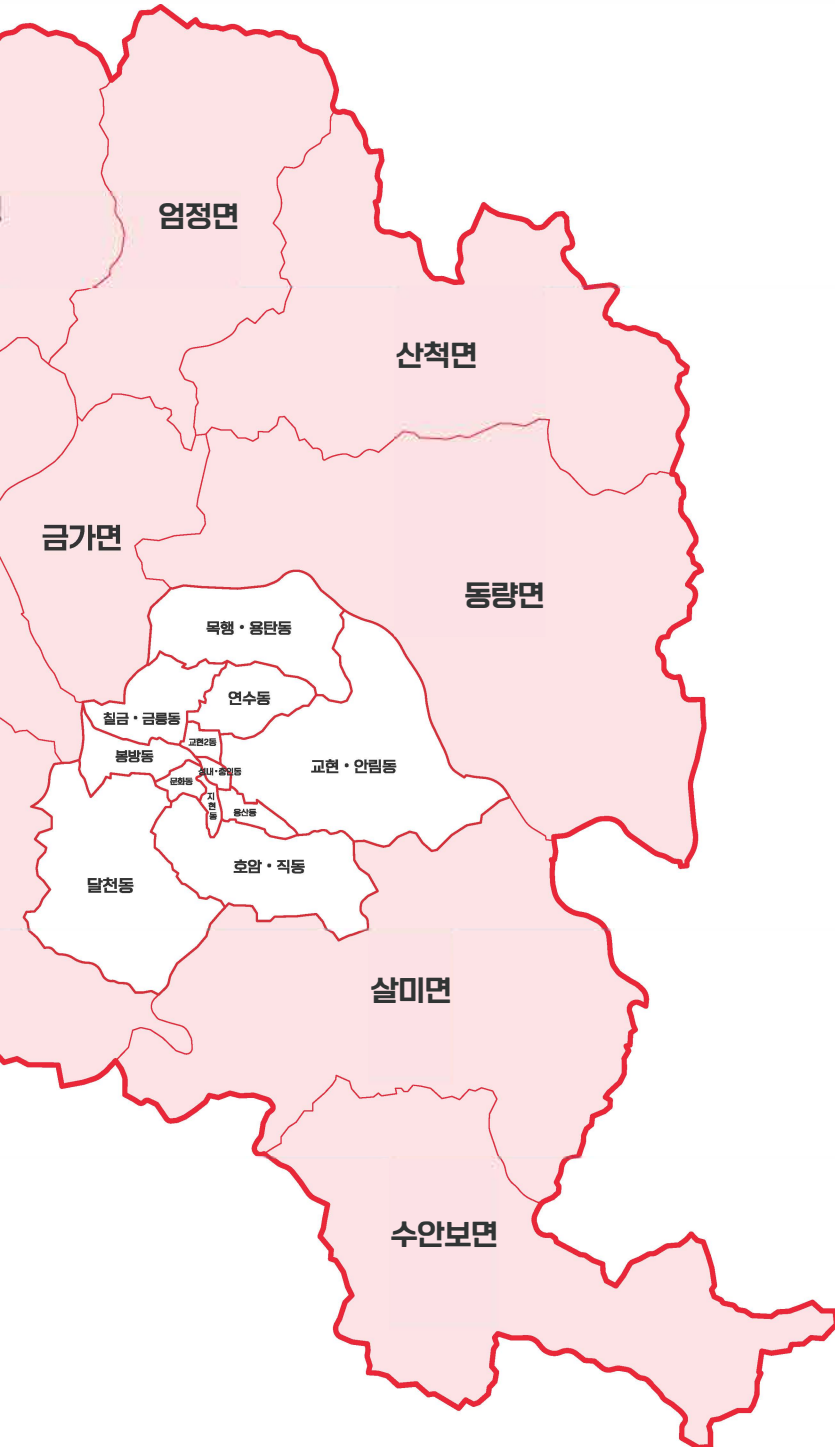 엄정면
산척면
금가면
동량면
목행・용탄동
연수동
칠금・금릉동
교현2동
봉방동
교현・안림동
성내・충인동
문화동
지
현
동
용산동
호암・직동
달천동
살미면
수안보면